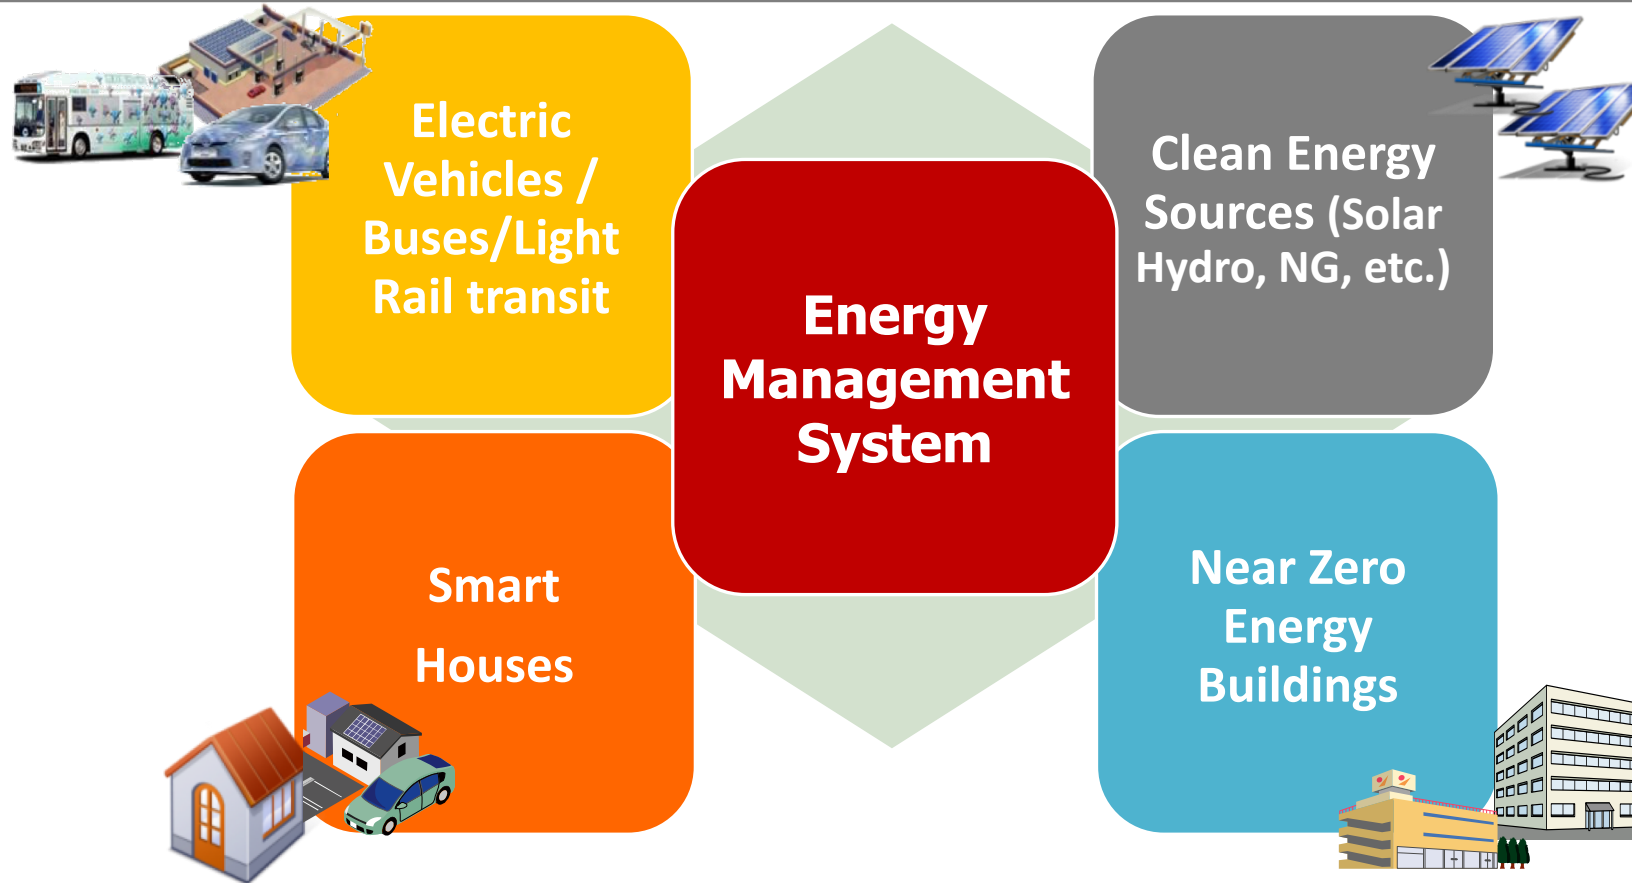 Electric
Vehicles /
Buses/Light
Rail transit
Clean Energy
Sources (Solar
Hydro, NG, etc.)
Energy
Management
System
Smart
Houses
Near Zero
Energy
Buildings